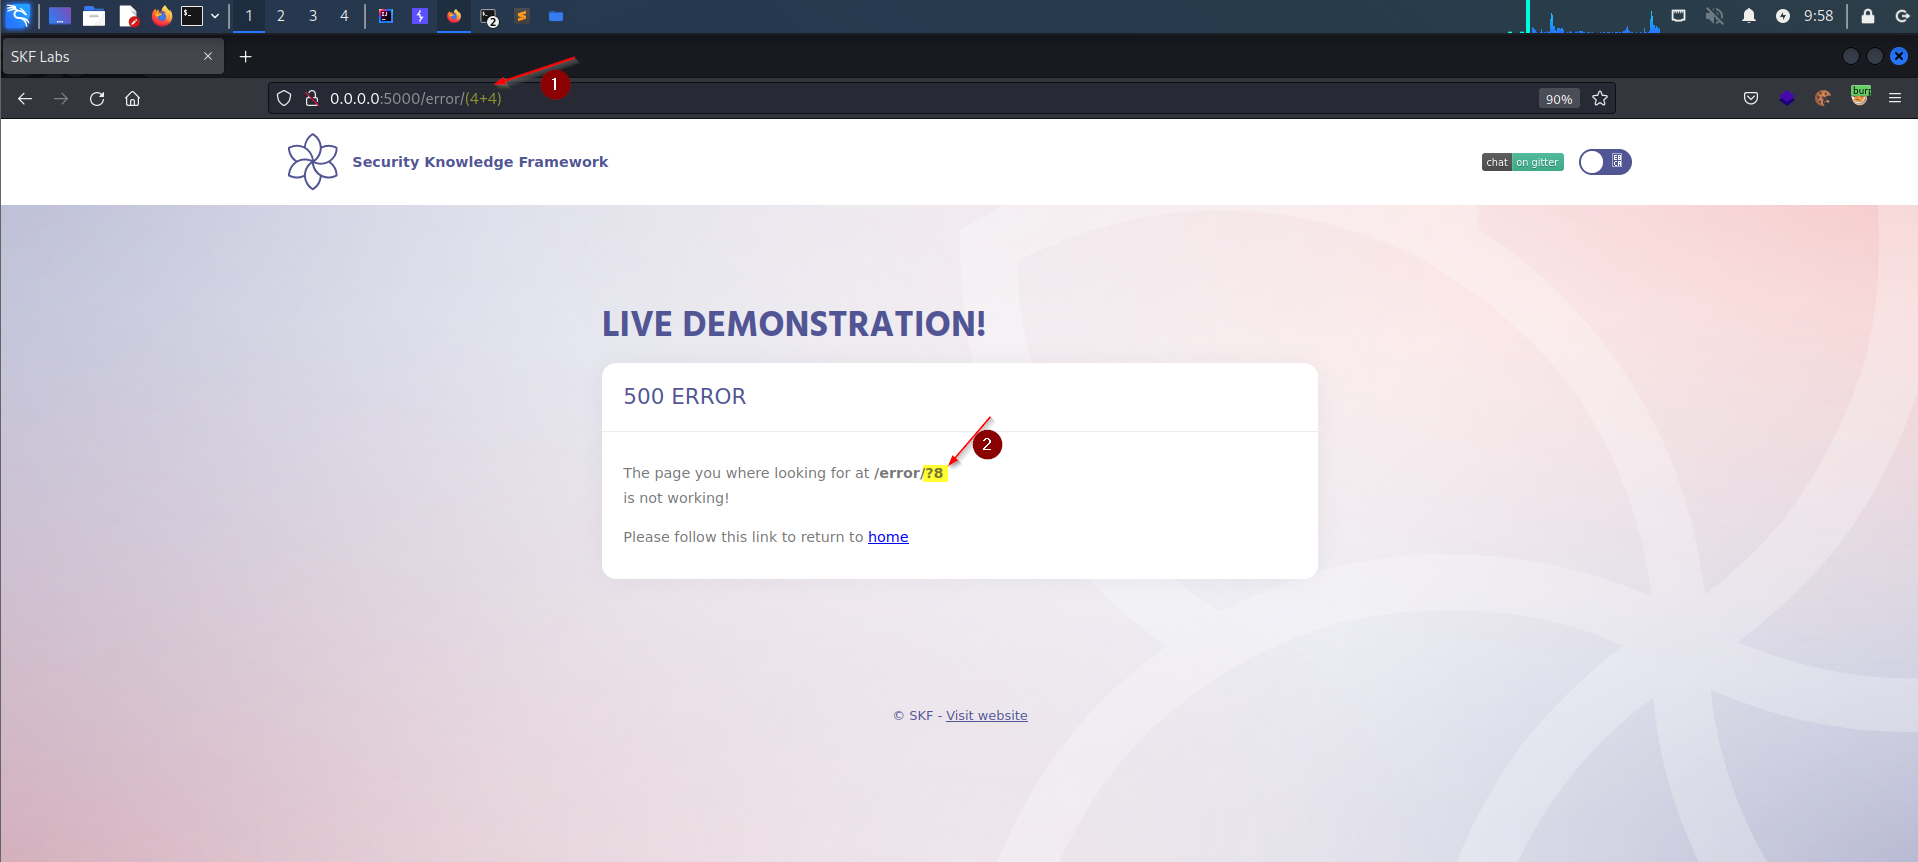 1 2 3 4
2
9:58
SKF Labs
1
0.0.0.0:5000/error/(4+4)
90%
burp
Security Knowledge Framework
chat on gitter
LIVE DEMONSTRATION!
500 ERROR
2
The page you where looking for at /error/?8
is not working!
Please follow this link to return to home
© SKF - Visit website